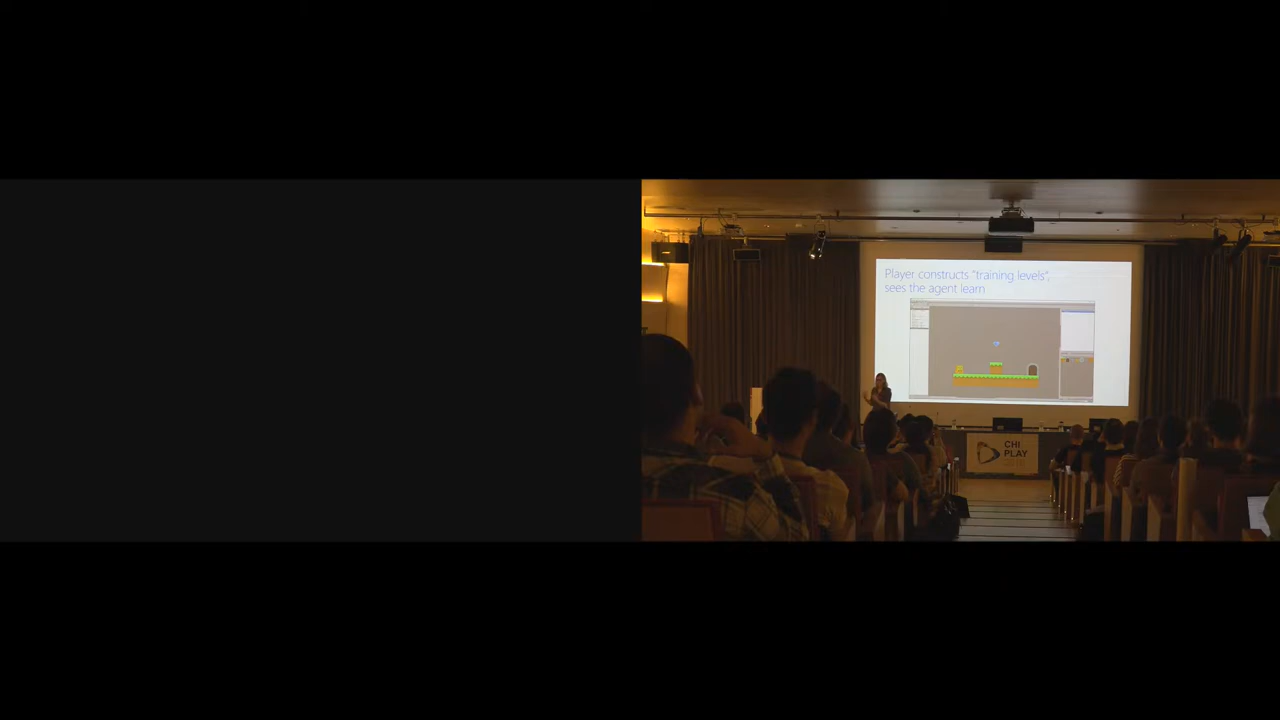 Player constructs "training levels",
sees the agent learn
CHI
PLAY